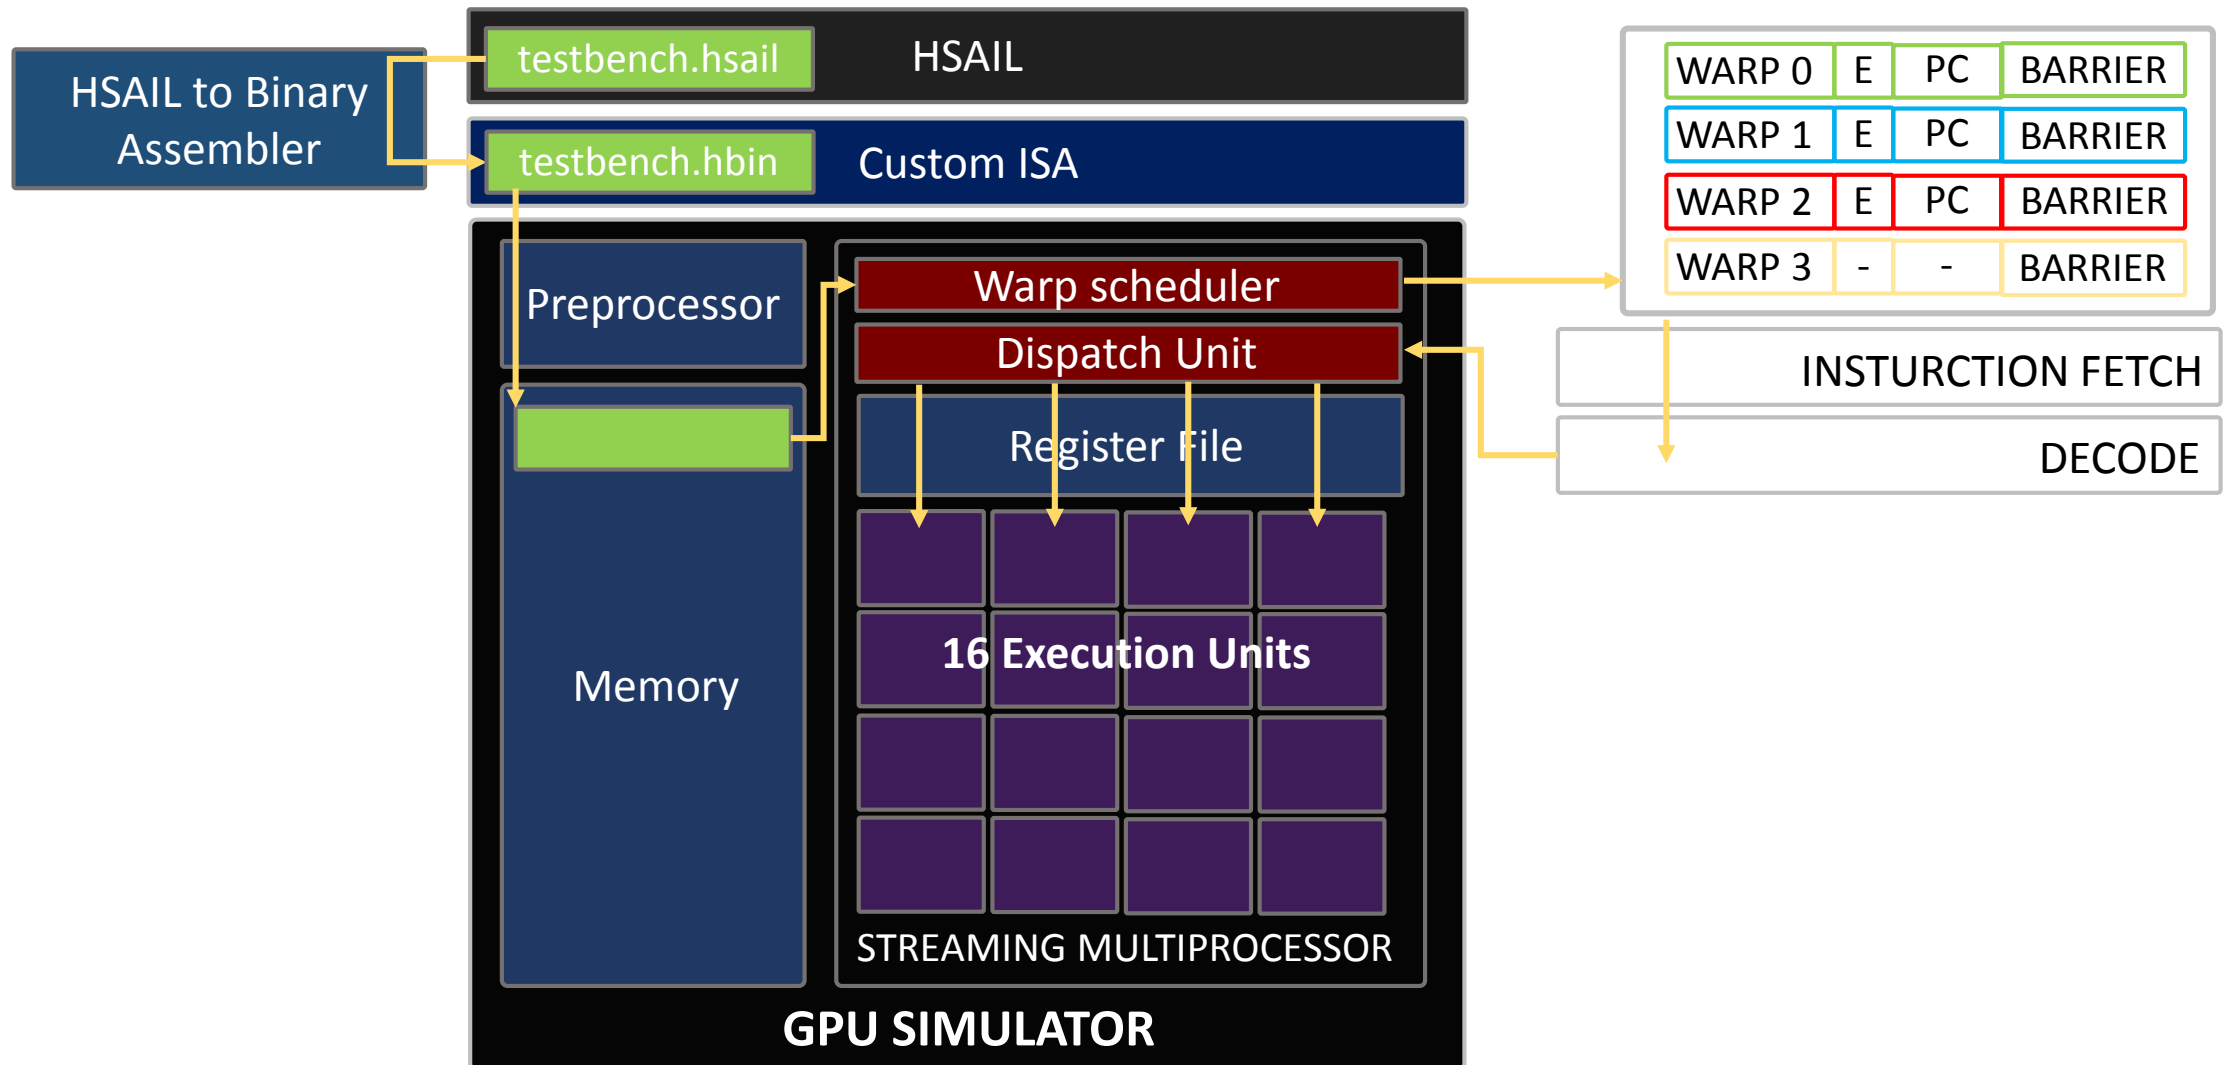 HSAIL to Binary
Assembler
testbench.hsail
HSAIL
testbench.hbin
Custom ISA
Preprocessor
Memory
Warp scheduler
Dispatch Unit
Register File
16 Execution Units
STREAMING MULTIPROCESSOR
GPU SIMULATOR
WARP 0 E PC BARRIER
WARP 1 E PC BARRIER
WARP 2 E PC BARRIER
WARP 3 - - BARRIER
INSTURCTION FETCH
DECODE